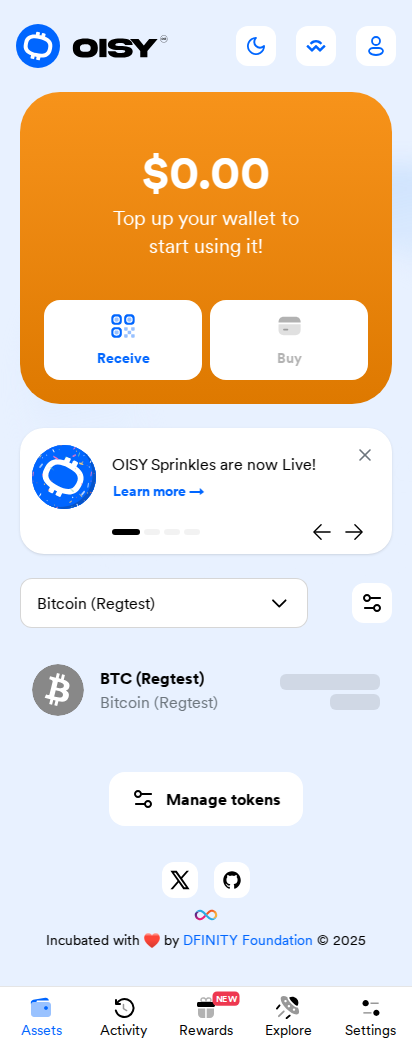 OISY
$0.00
Top up your wallet to
start using it!
Receive
Buy
OISY Sprinkles are now Live!
Learn more →
Bitcoin (Regtest)
BTC (Regtest)
Bitcoin (Regtest)
Manage tokens
Incubated with ❤️ by DFINITY Foundation © 2025
NEW
Assets
Activity
Rewards
Explore
Settings